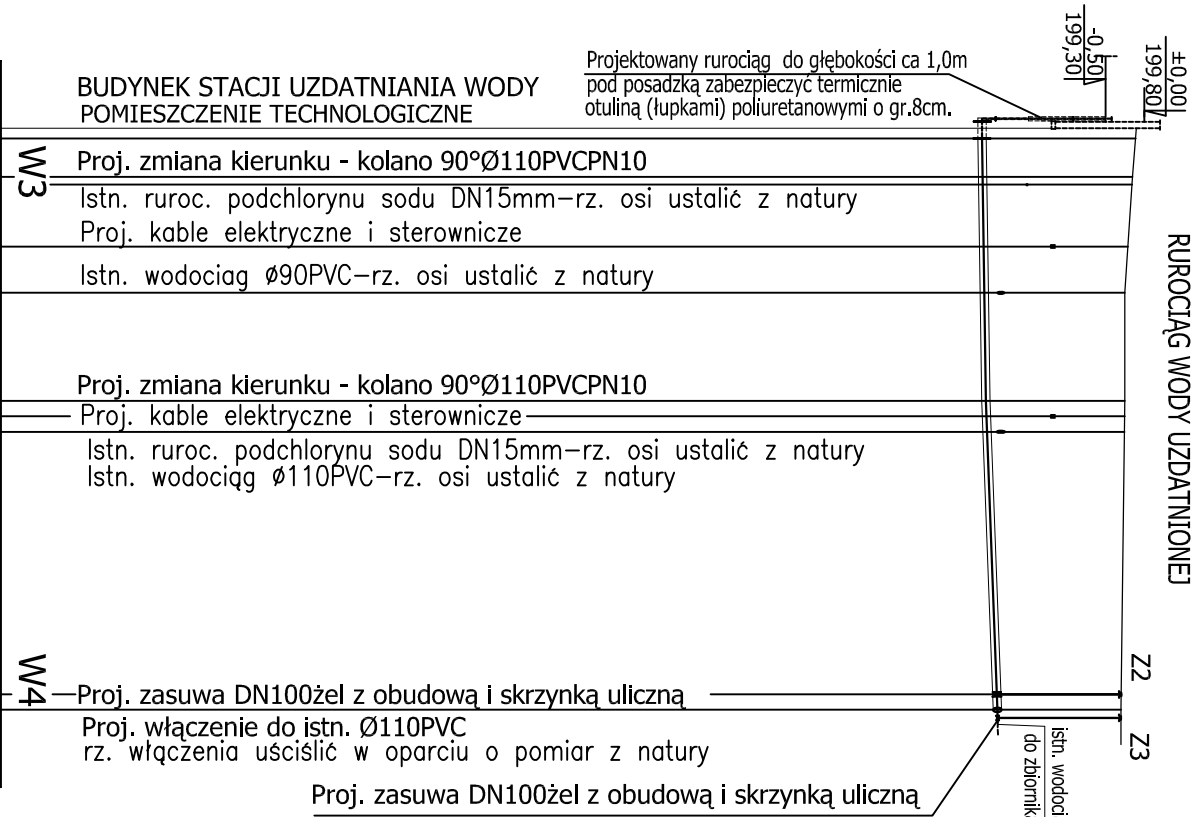 BUDYNEK STACJI UZDATNIANIA WODY
POMIESZCZENIE TECHNOLOGICZNE
Projektowany rurociąg do głębokości ca 1,0m
pod posadzką zabezpieczyć termicznie
otuliną (łupkami) poliuretanowymi o gr.8cm.
-0,50
199,30
±0,00
199,80
W3
Proj. zmiana kierunku - kolano 90°Ø110PVCPN10
Istn. ruroc. podchlorynu sodu DN15mm-rz. osi ustalić z natury
Proj. kable elektryczne i sterownicze
Istn. wodociag Ø90PVC-rz. osi ustalić z natury
RUROCIĄG WODY UZDATNIONEJ
Proj. zmiana kierunku - kolano 90°Ø110PVCPN10
Proj. kable elektryczne i sterownicze
Istn. ruroc. podchlorynu sodu DN15mm-rz. osi ustalić z natury
Istn. wodociąg Ø110PVC-rz. osi ustalić z natury
W4
Proj. zasuwa DN100żel z obudową i skrzynką uliczną
Z2
Proj. włączenie do istn. Ø110PVC
rz. włączenia uściślić w oparciu o pomiar z natury
Z3
istn. wodoci
do zbiornik
Proj. zasuwa DN100żel z obudową i skrzynką uliczną